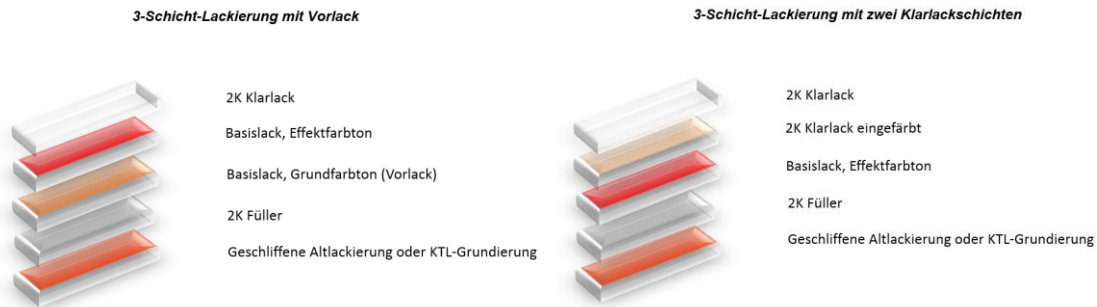 3-Schicht-Lackierung mit Vorlack
2K Klarlack
Basislack, Effektfarbton
Basislack, Grundfarbton (Vorlack)
2K Füller
Geschliffene Altlackierung oder KTL-Grundierung
3-Schicht-Lackierung mit zwei Klarlackschichten
2K Klarlack
2K Klarlack eingefärbt
Basislack, Effektfarbton
2K Füller
Geschliffene Altlackierung oder KTL-Grundierung